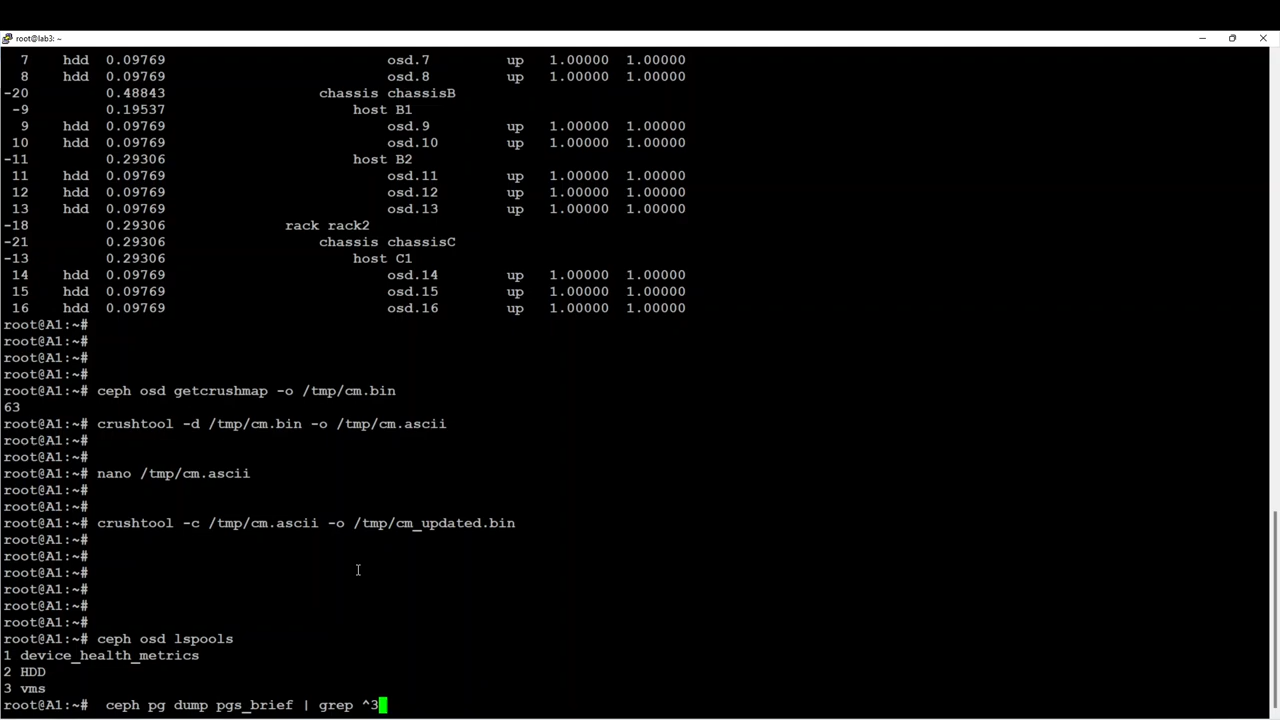 root@lab3: ~
7 hdd 0.09769 osd.7 up 1.00000 1.00000
8 hdd 0.09769 osd.8 up 1.00000 1.00000
-20 0.48843 chassis chassisB
-9 0.19537 host B1
9 hdd 0.09769 osd.9 up 1.00000 1.00000
10 hdd 0.09769 osd.10 up 1.00000 1.00000
-11 0.29306 host B2
11 hdd 0.09769 osd.11 up 1.00000 1.00000
12 hdd 0.09769 osd.12 up 1.00000 1.00000
13 hdd 0.09769 osd.13 up 1.00000 1.00000
-18 0.29306 rack rack2
-21 0.29306 chassis chassisC
-13 0.29306 host C1
14 hdd 0.09769 osd.14 up 1.00000 1.00000
15 hdd 0.09769 osd.15 up 1.00000 1.00000
16 hdd 0.09769 osd.16 up 1.00000 1.00000
root@A1:~#
root@A1:~#
root@A1:~#
root@A1:~#
root@A1:~# ceph osd getcrushmap -o /tmp/cm.bin
63
root@A1:~# crushtool -d /tmp/cm.bin -o /tmp/cm.ascii
root@A1:~#
root@A1:~#
root@A1:~# nano /tmp/cm.ascii
root@A1:~#
root@A1:~#
root@A1:~# crushtool -c /tmp/cm.ascii -o /tmp/cm_updated.bin
root@A1:~#
root@A1:~#
root@A1:~#
root@A1:~#
root@A1:~#
root@A1:~#
root@A1:~# ceph osd lspools
1 device_health_metrics
2 HDD
3 vms
root@A1:~# ceph pg dump pgs_brief | grep ^3